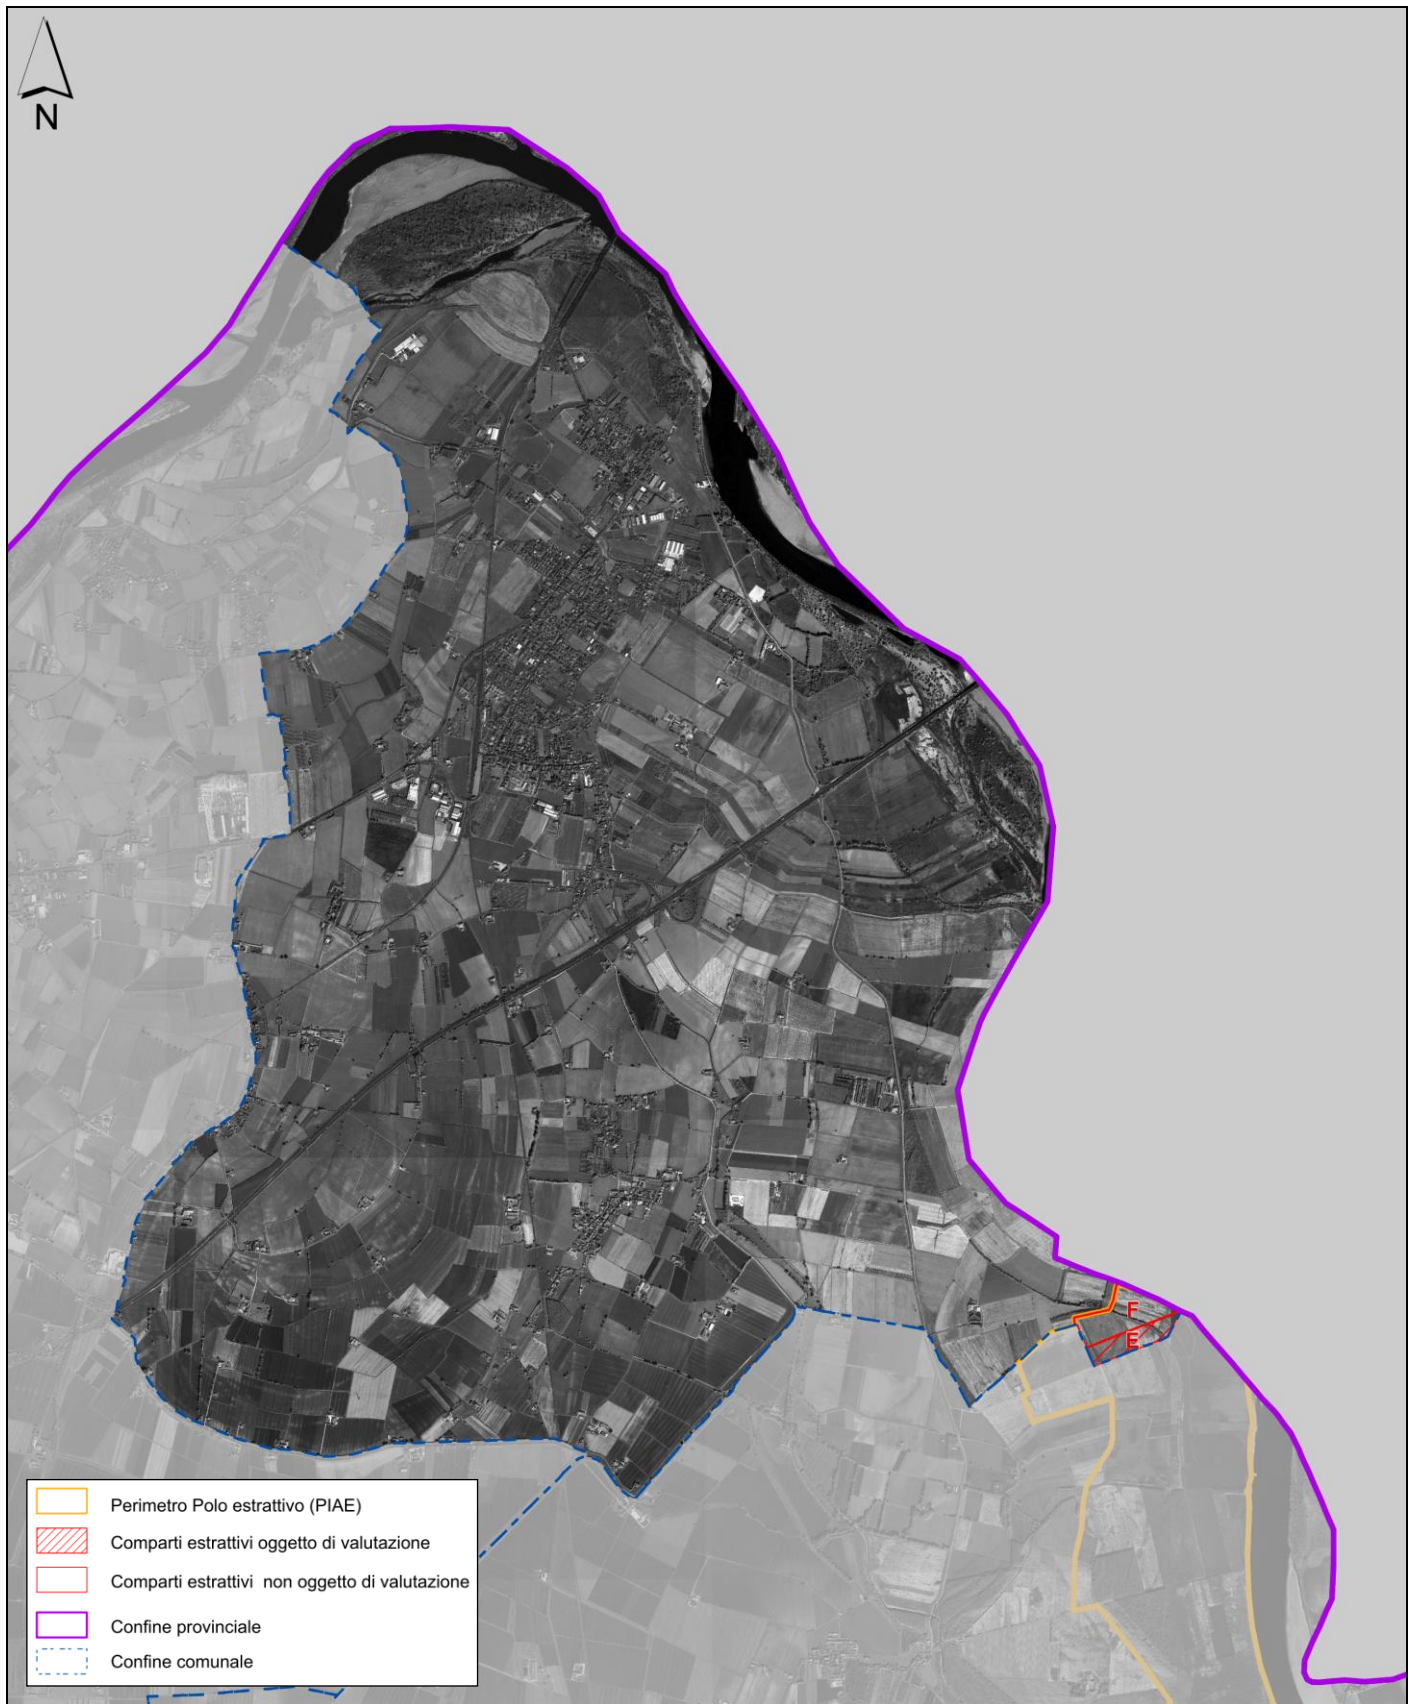 N
F
E
Perimetro Polo estrattivo (PIAE)
Comparti estrattivi oggetto di valutazione
Comparti estrattivi non oggetto di valutazione
Confine provinciale
Confine comunale